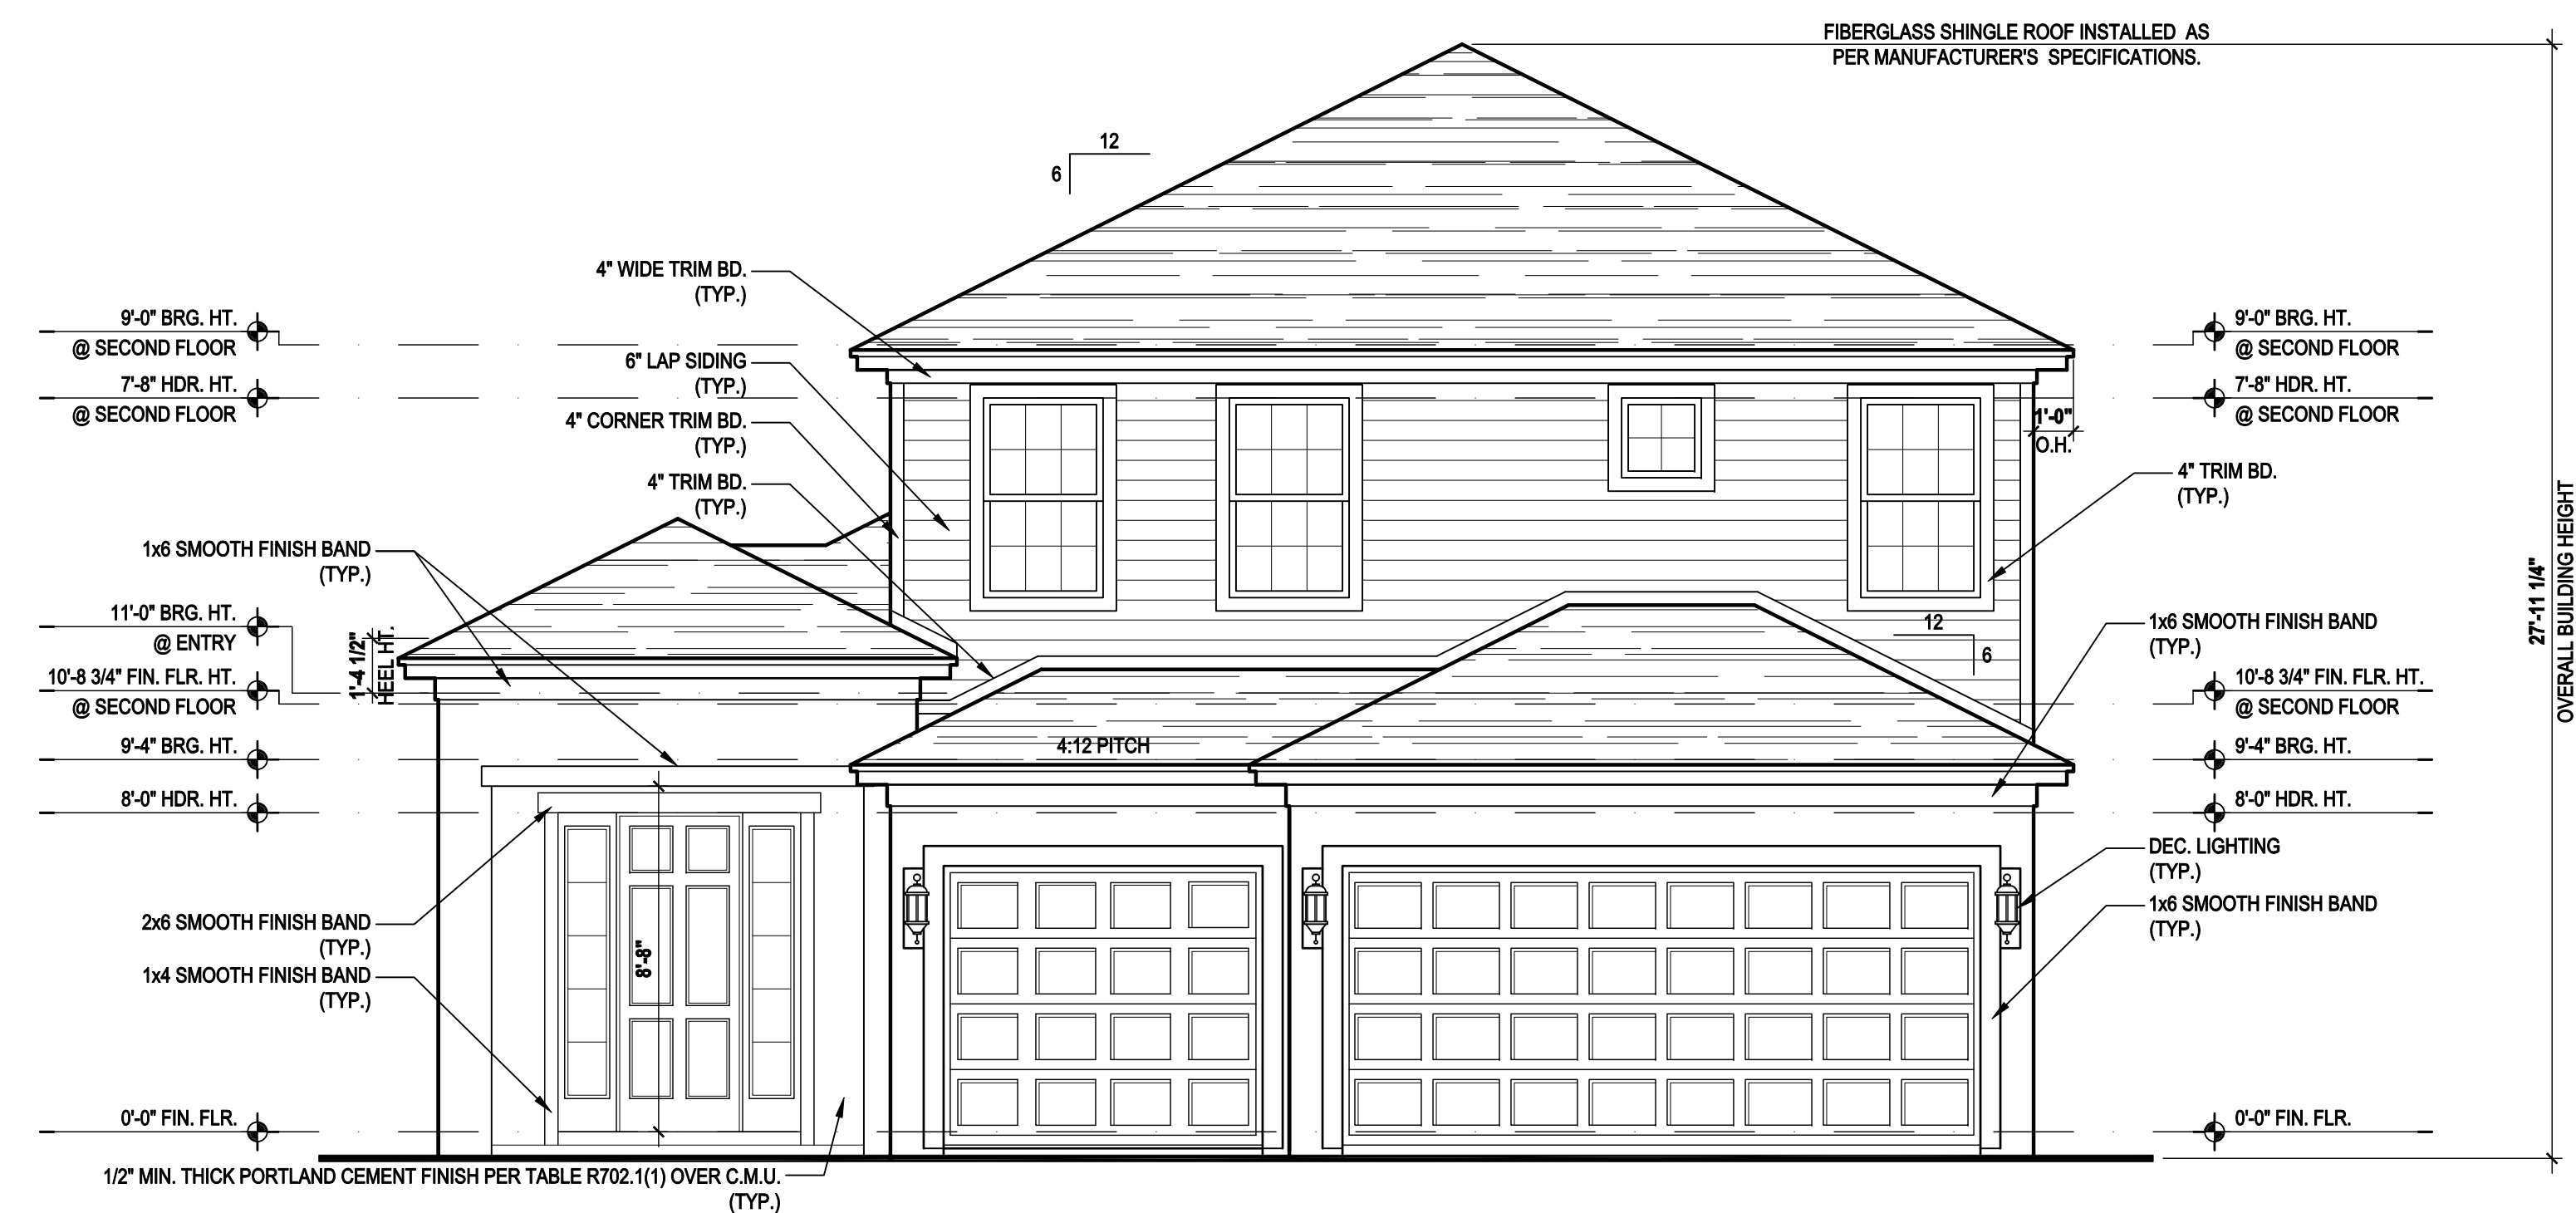 FIBERGLASS SHINGLE ROOF INSTALLED AS
PER MANUFACTURER'S SPECIFICATIONS.
12
6
4" WIDE TRIM BD.
(TYP.)
9'-0" BRG. HT.
@ SECOND FLOOR
7'-8" HDR. HT.
@ SECOND FLOOR
6" LAP SIDING
(TYP.)
4" CORNER TRIM BD.
(TYP.)
4" TRIM BD.
(TYP.)
1x6 SMOOTH FINISH BAND
(TYP.)
11'-0" BRG. HT.
@ ENTRY
1'-4 1/2"
HEEL HT.
10'-8 3/4" FIN. FLR. HT.
@ SECOND FLOOR
9'-4" BRG. HT.
8'-0" HDR. HT.
4:12 PITCH
2x6 SMOOTH FINISH BAND
(TYP.)
1x4 SMOOTH FINISH BAND
(TYP.)
8'-8"
0'-0" FIN. FLR.
1/2" MIN. THICK PORTLAND CEMENT FINISH PER TABLE R702.1(1) OVER C.M.U.
(TYP.)
9'-0" BRG. HT.
@ SECOND FLOOR
7'-8" HDR. HT.
@ SECOND FLOOR
1'-0"
O.H.
4" TRIM BD.
(TYP.)
12
6
1x6 SMOOTH FINISH BAND
(TYP.)
10'-8 3/4" FIN. FLR. HT.
@ SECOND FLOOR
9'-4" BRG. HT.
8'-0" HDR. HT.
DEC. LIGHTING
(TYP.)
1x6 SMOOTH FINISH BAND
(TYP.)
0'-0" FIN. FLR.
27'-11 1/4"
OVERALL BUILDING HEIGHT